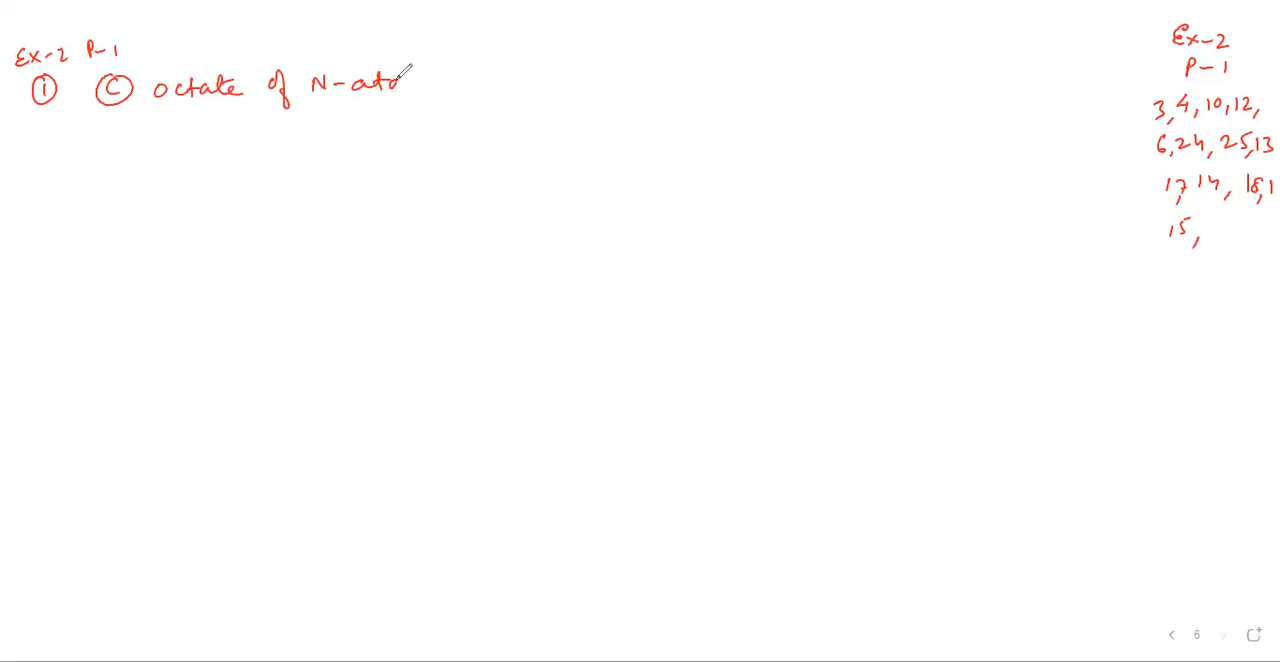 Ex-2 P-1
1 C octate of N-ato
Ex-2
P-1
3, 4, 10, 12,
6, 24, 25, 13
17, 14, 18, 1
15,
6